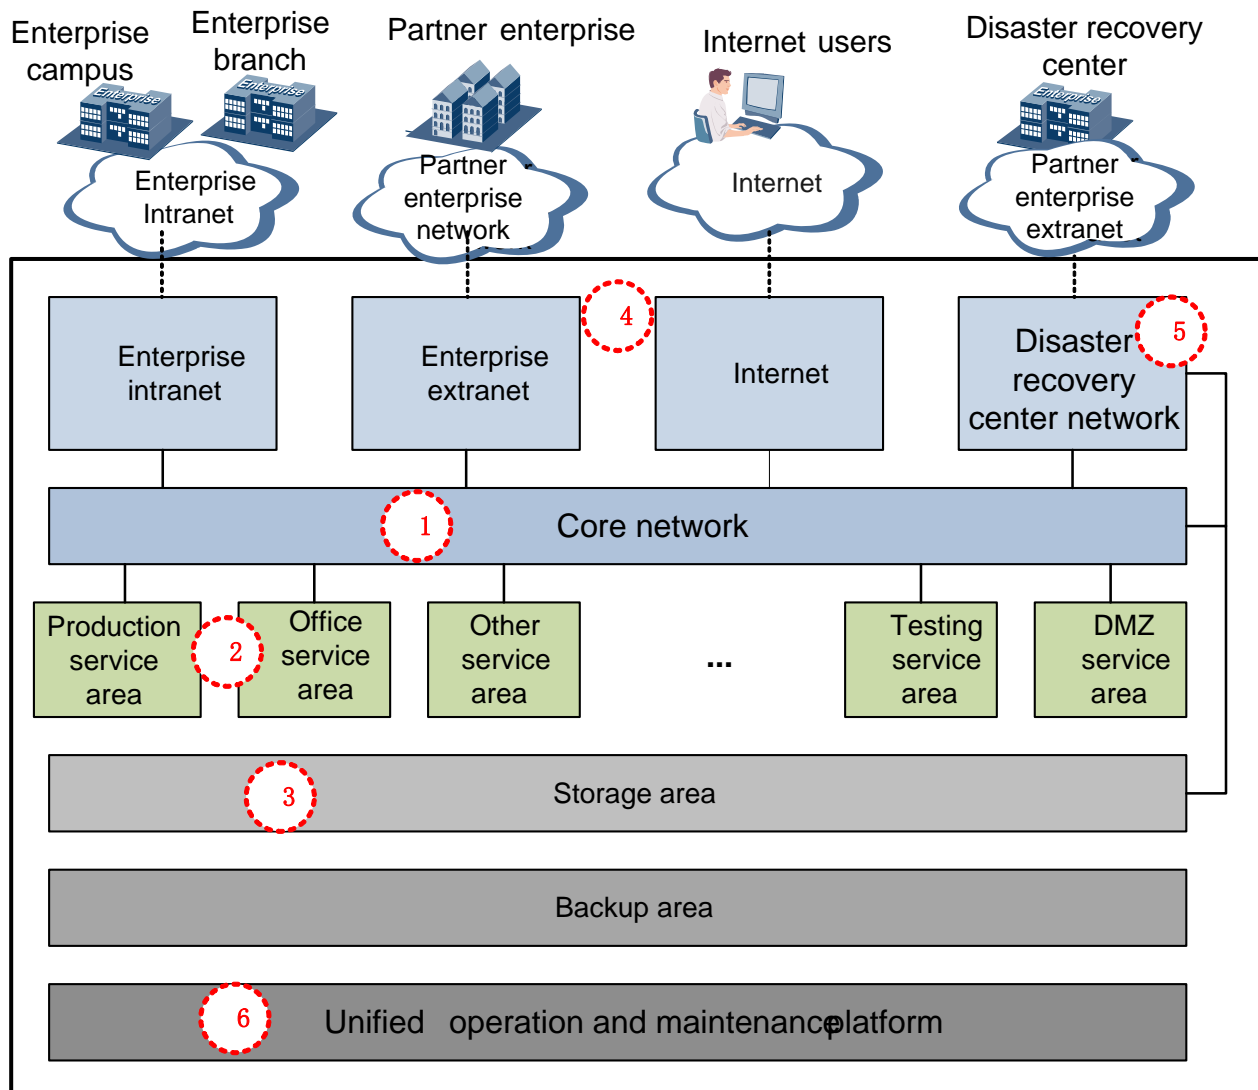 Enterprise
campus
Enterprise
branch
Partner enterprise
Internet users
Disaster recovery
center
Enterprise
Enterprise
Enterprise
Enterprise
Intranet
Partner
enterprise
network
Internet
Partner
enterprise
extranet
Enterprise
intranet
Enterprise
extranet
4
Internet
Disaster
recovery
center network
5
1
Core network
Production
service
area
2
Office
service
area
Other
service
area
...
Testing
service
area
DMZ
service
area
3
Storage area
Backup area
6
Unified operation and maintenance platform